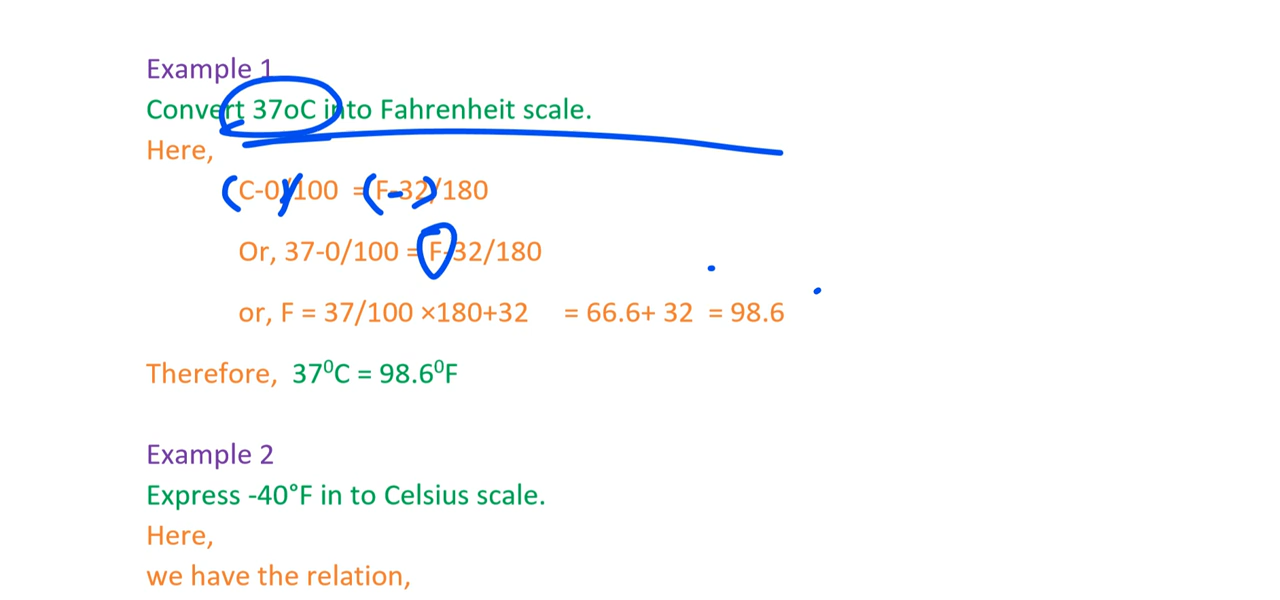 Example 1
Convert 37oC into Fahrenheit scale.
Here,
(C-0)/100 = (F-32)/180
Or, 37-0/100 = F-32/180
or, F = 37/100 ×180+32 = 66.6+ 32 = 98.6
Therefore, 37⁰C = 98.6⁰F
Example 2
Express -40°F in to Celsius scale.
Here,
we have the relation,